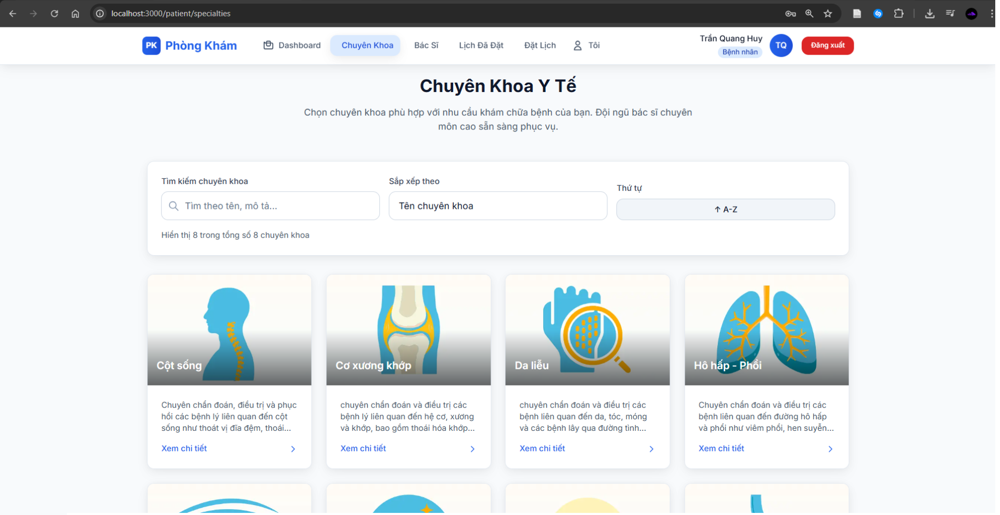 localhost:3000/patient/specialties
PK Phòng Khám
Dashboard
Chuyên Khoa
Bác Sĩ
Lịch Đã Đặt
Đặt Lịch
Tôi
Trần Quang Huy
Bệnh nhân
TQ
Đăng xuất
Chuyên Khoa Y Tế
Chọn chuyên khoa phù hợp với nhu cầu khám chữa bệnh của bạn. Đội ngũ bác sĩ chuyên
môn cao sẵn sàng phục vụ.
Tìm kiếm chuyên khoa
Tìm theo tên, mô tả...
Sắp xếp theo
Tên chuyên khoa
Thứ tự
↑ A-Z
Hiển thị 8 trong tổng số 8 chuyên khoa
Cột sống
Chuyên chẩn đoán, điều trị và phục
hồi các bệnh lý liên quan đến cột
sống như thoát vị đĩa đệm, thoái...
Xem chi tiết
Cơ xương khớp
chuyên chẩn đoán và điều trị các
bệnh lý liên quan đến hệ cơ, xương
và khớp, bao gồm thoái hóa khớp...
Xem chi tiết
Da liễu
chuyên chẩn đoán và điều trị các
bệnh liên quan đến da, tóc, móng
và các bệnh lây qua đường tình...
Xem chi tiết
Hô hấp - Phổi
Chuyên chẩn đoán và điều trị các
bệnh liên quan đến đường hô hấp
và phổi như viêm phổi, hen suyễn...
Xem chi tiết